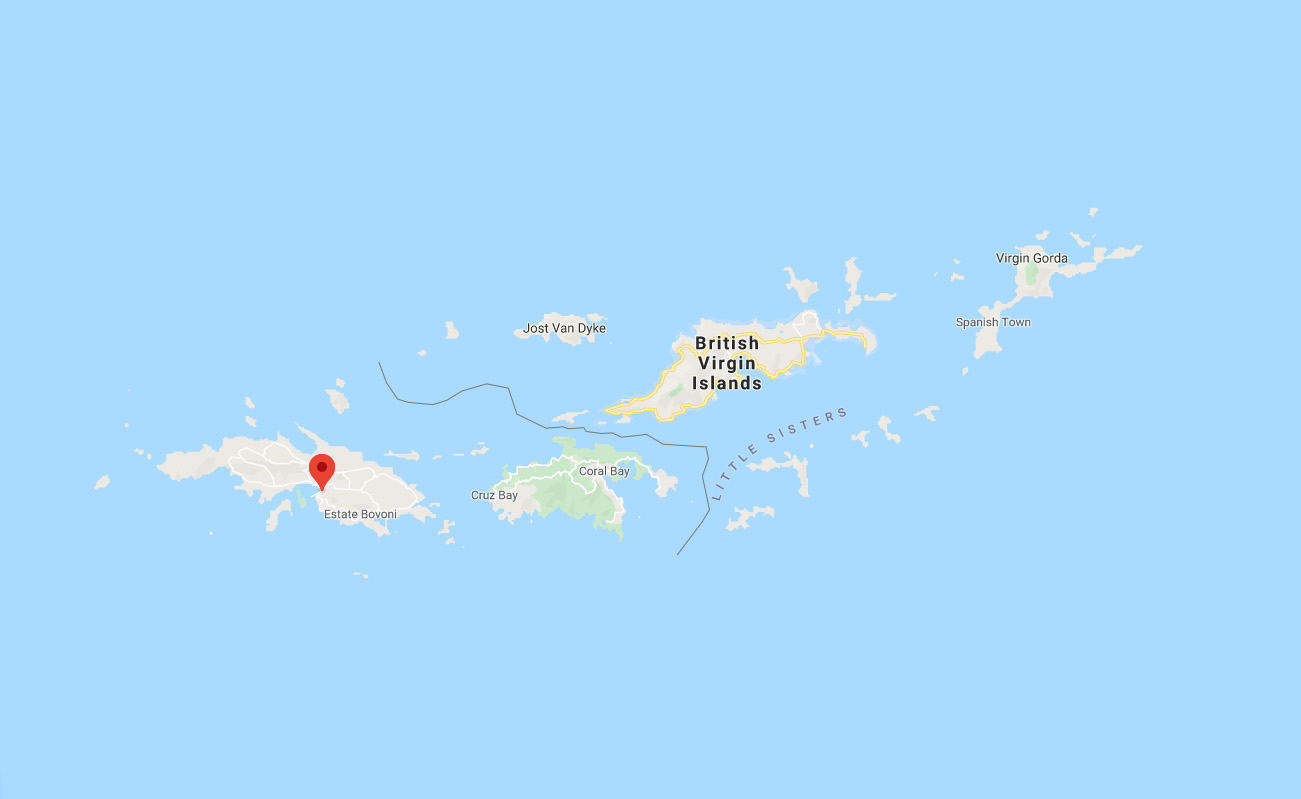 Virgin Gorda
Spanish Town
Jost Van Dyke
British
Virgin
Islands
LITTLE SISTERS
Coral Bay
Cruz Bay
Estate Bovoni